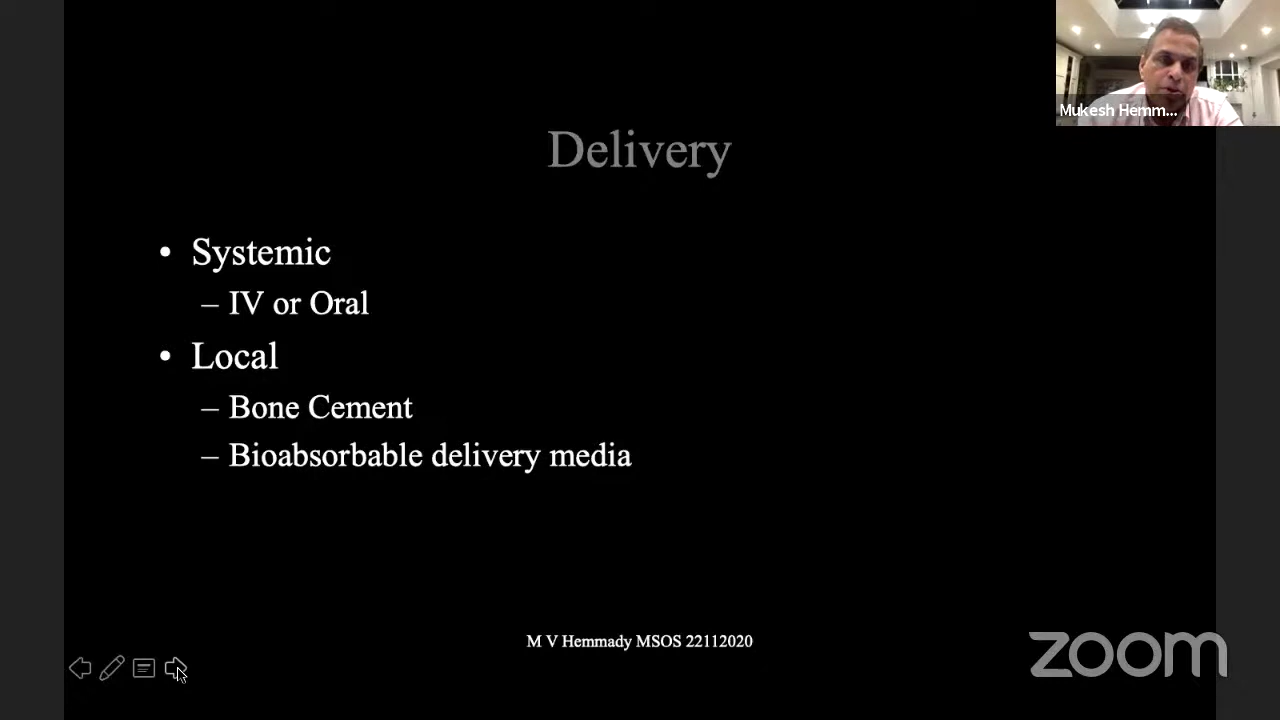 Mukesh Hemm...
Delivery
• Systemic
– IV or Oral
• Local
– Bone Cement
– Bioabsorbable delivery media
M V Hemmady MSOS 22112020
zoom